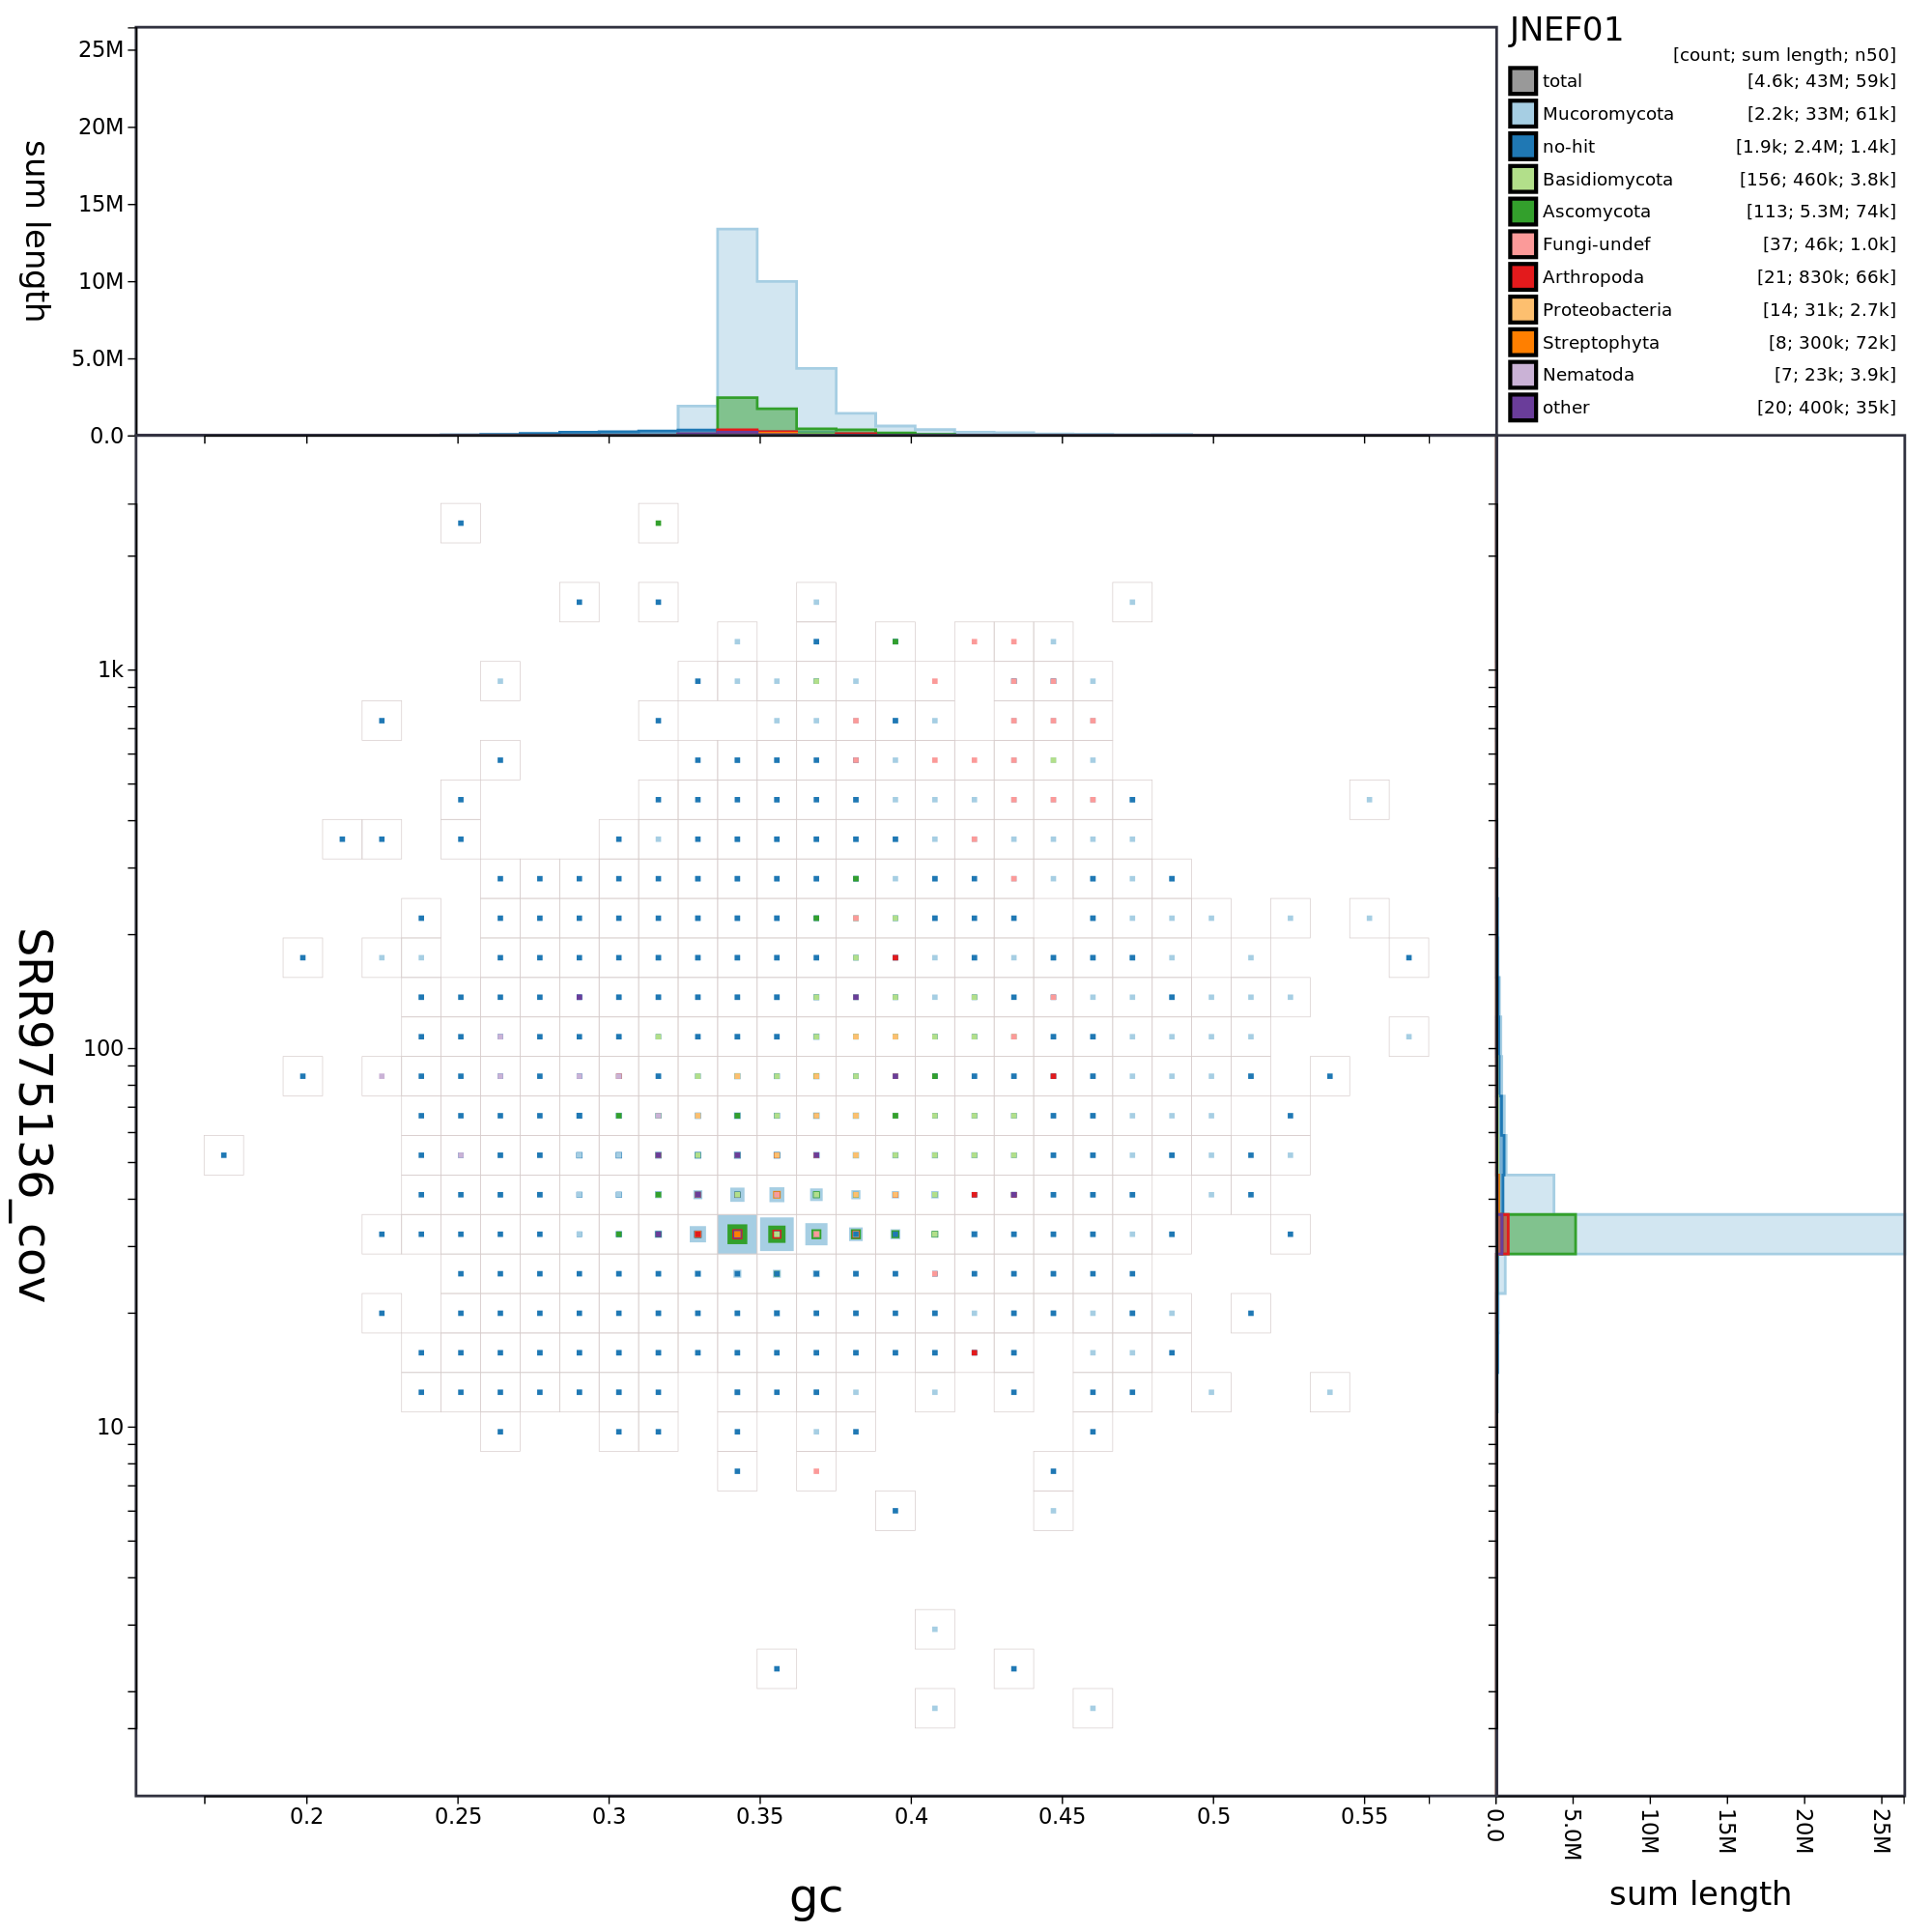 JNEF01
[count; sum length; n50]
total [4.6k; 43M; 59k]
Mucoromycota [2.2k; 33M; 61k]
no-hit [1.9k; 2.4M; 1.4k]
Basidiomycota [156; 460k; 3.8k]
Ascomycota [113; 5.3M; 74k]
Fungi-undef [37; 46k; 1.0k]
Arthropoda [21; 830k; 66k]
Proteobacteria [14; 31k; 2.7k]
Streptophyta [8; 300k; 72k]
Nematoda [7; 23k; 3.9k]
other [20; 400k; 35k]
sum length
25M
20M
15M
10M
5.0M
0.0
SRR975136_cov
1k
100
10
0.2 0.25 0.3 0.35 0.4 0.45 0.5 0.55
gc
0.0 5.0M 10M 15M 20M 25M
sum length